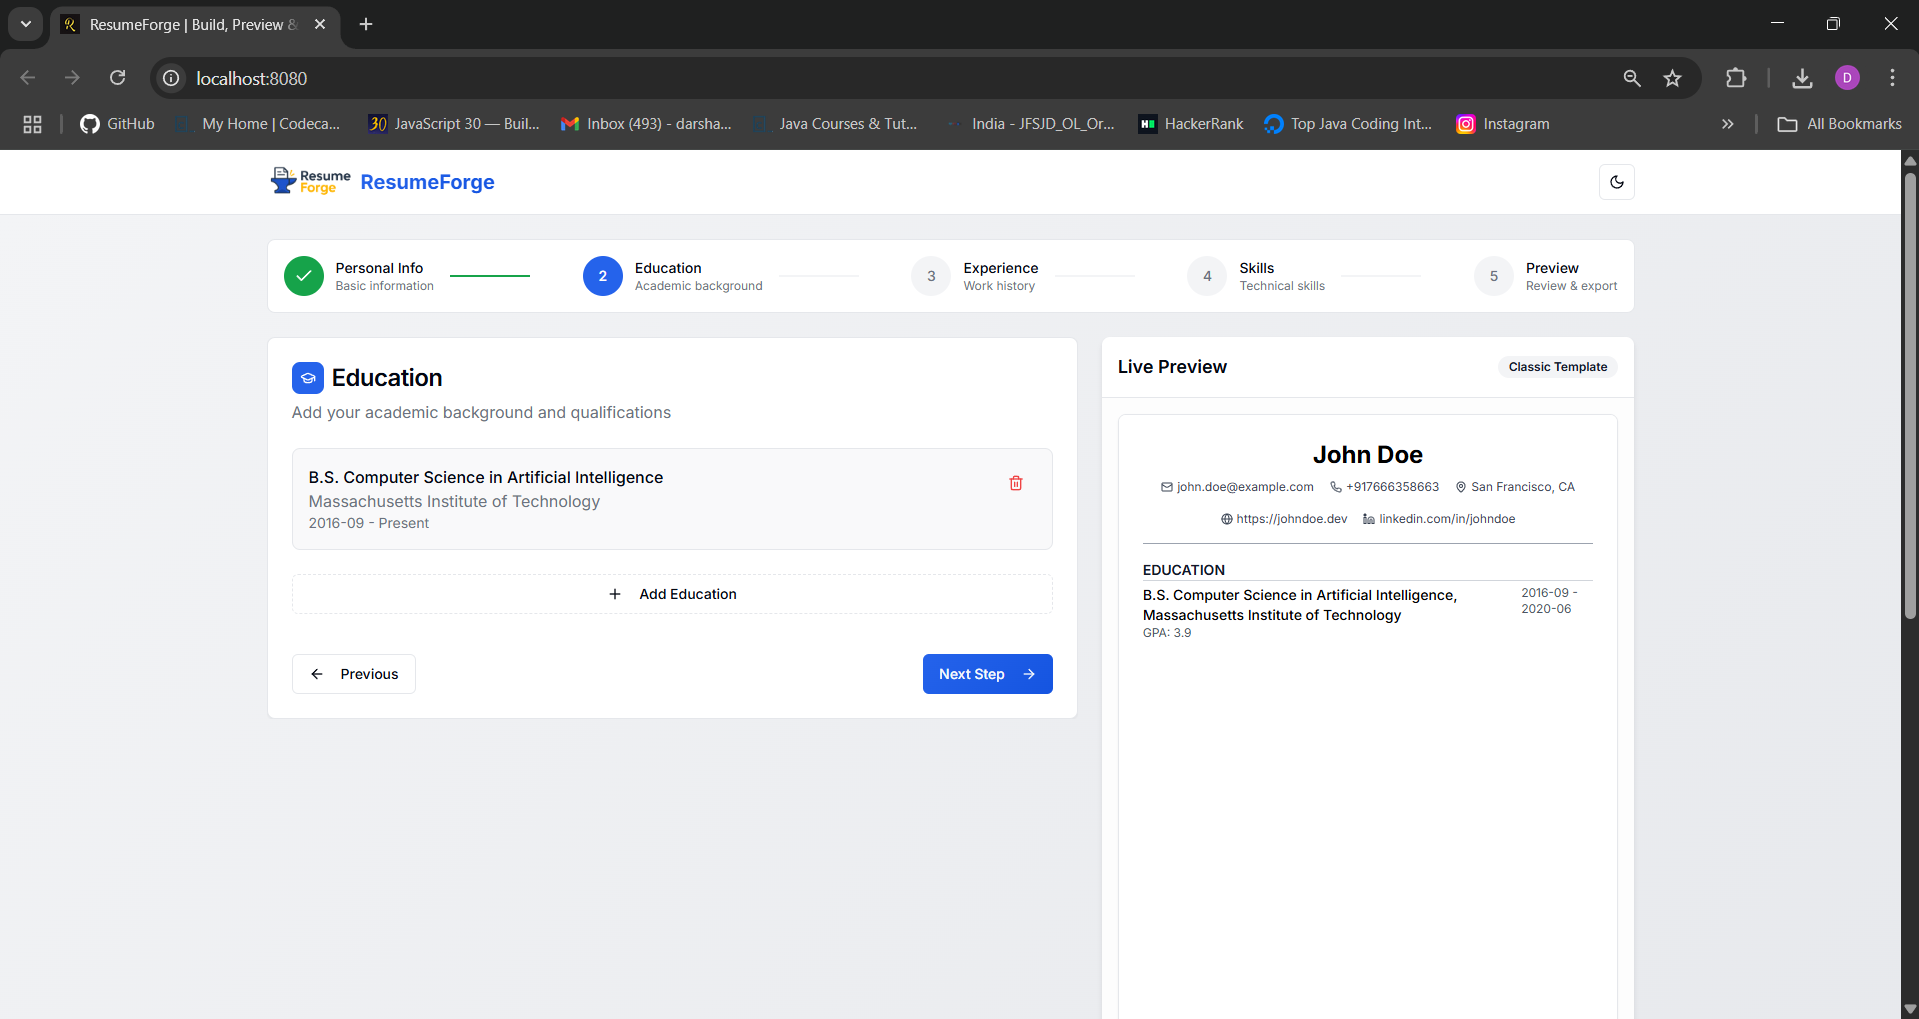 ResumeForge | Build, Preview &
localhost:8080
D
GitHub
My Home | Codeca...
30 JavaScript 30 — Buil...
Inbox (493) - darsha...
Java Courses & Tut...
India - JFSJD_OL_Or...
HackerRank
Top Java Coding Int...
Instagram
All Bookmarks
Resume
Forge
ResumeForge
Personal Info
Basic information
2
Education
Academic background
3
Experience
Work history
4
Skills
Technical skills
5
Preview
Review & export
Education
Add your academic background and qualifications
B.S. Computer Science in Artificial Intelligence
Massachusetts Institute of Technology
2016-09 - Present
+ Add Education
Previous
Next Step
Live Preview
Classic Template
John Doe
john.doe@example.com +917666358663 San Francisco, CA
https://johndoe.dev linkedin.com/in/johndoe
EDUCATION
B.S. Computer Science in Artificial Intelligence,
Massachusetts Institute of Technology
2016-09 -
2020-06
GPA: 3.9